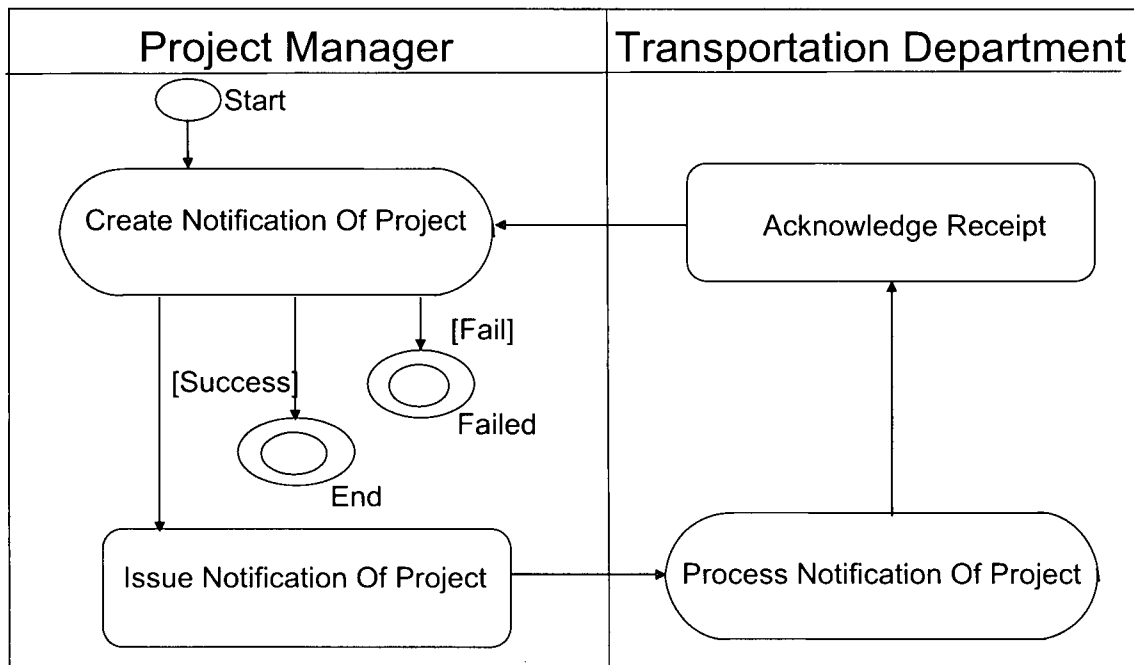 Project Manager
Transportation Department
Start
Create Notification Of Project
Acknowledge Receipt
[Fail]
[Success]
Failed
End
Issue Notification Of Project
Process Notification Of Project